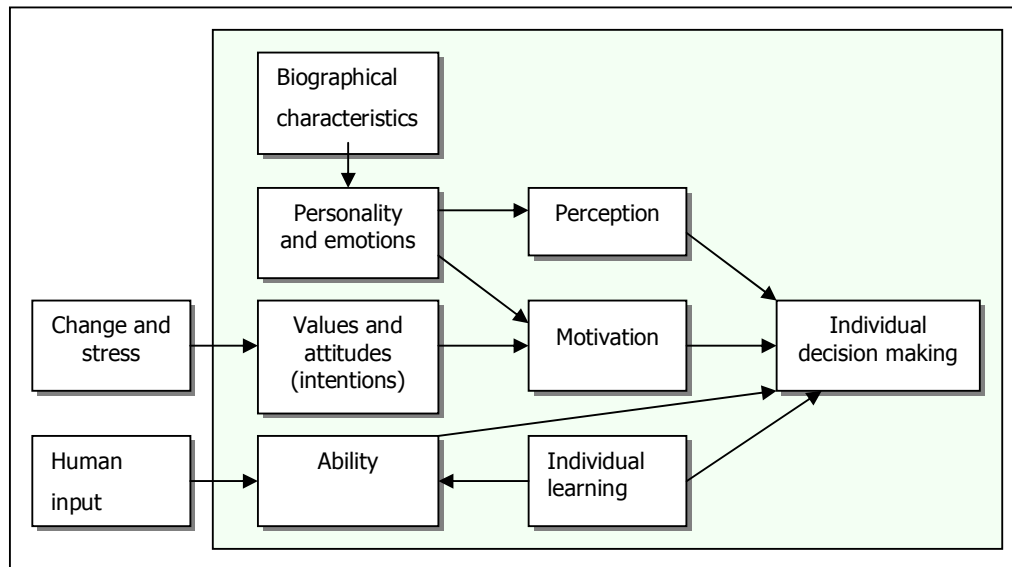 Biographical
characteristics
Personality
and emotions
Perception
Change and
stress
Values and
attitudes
(intentions)
Motivation
Individual
decision making
Human
input
Ability
Individual
learning